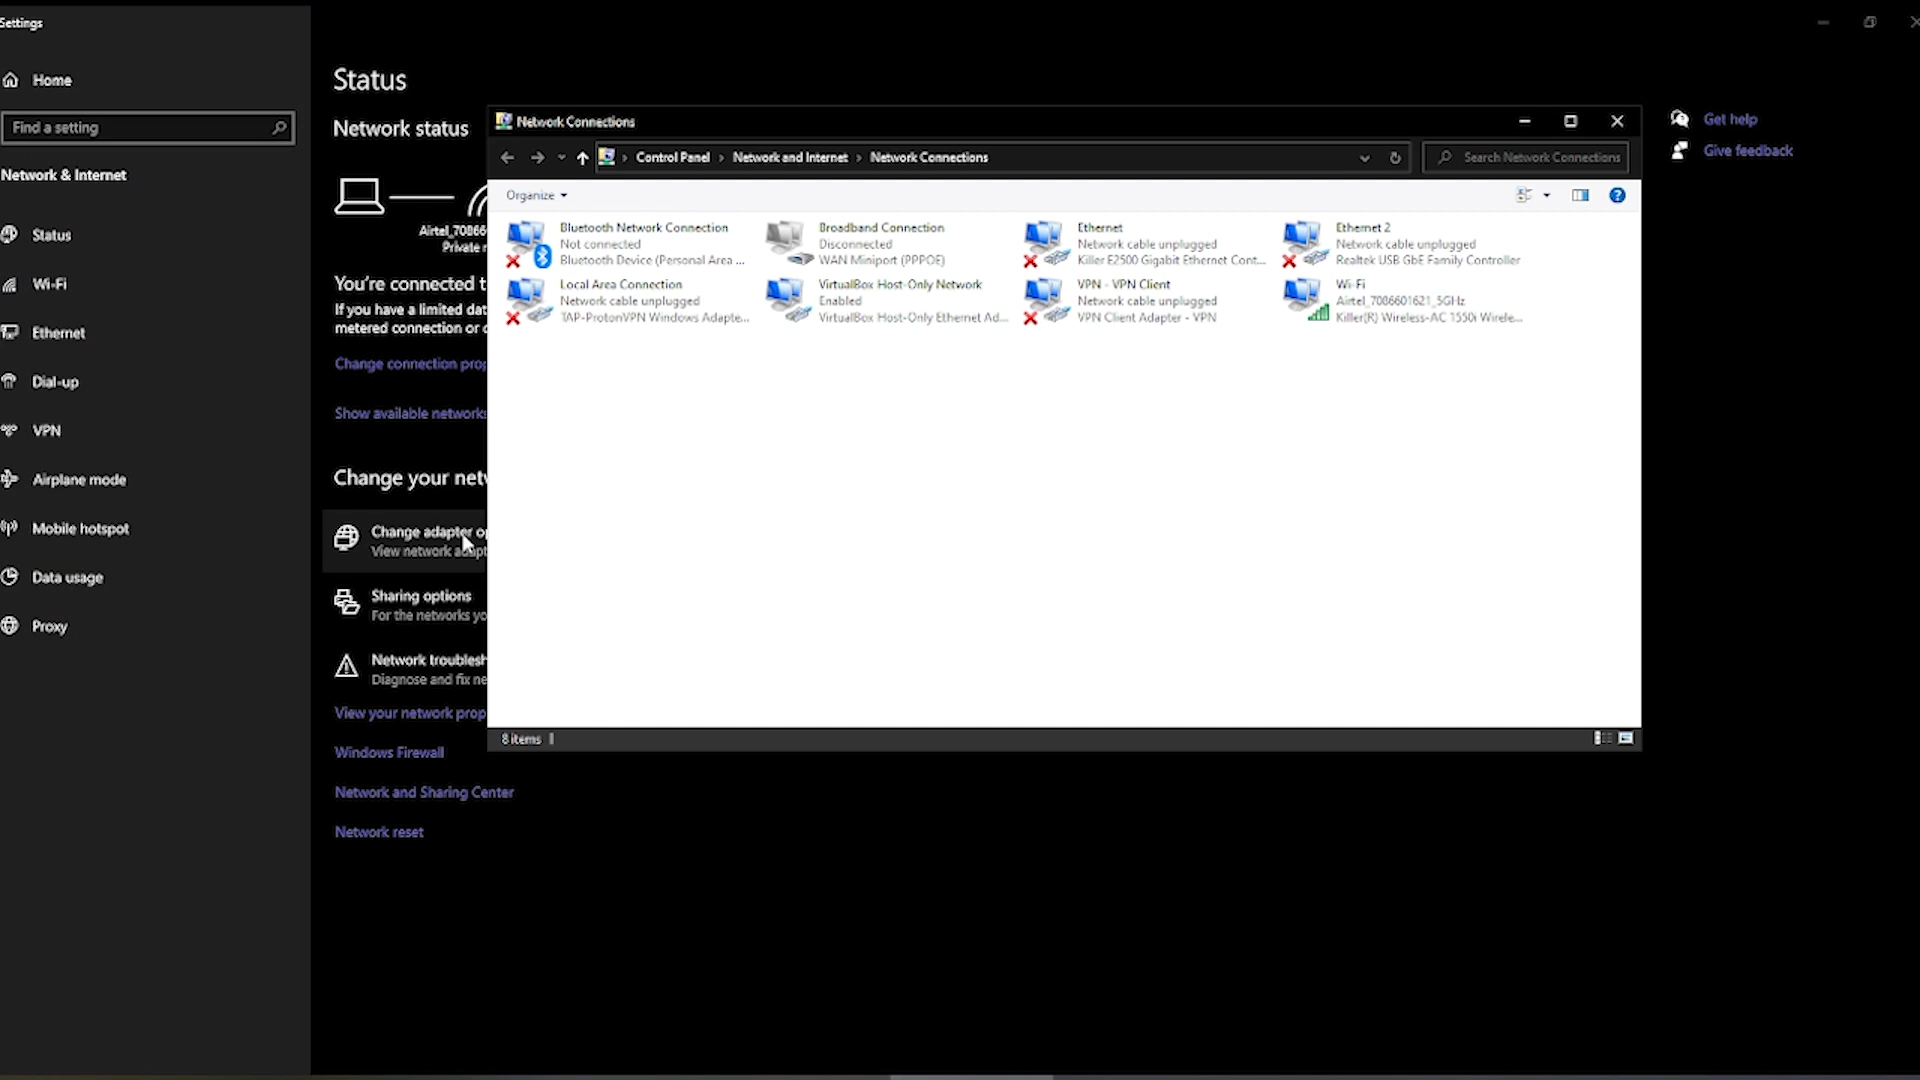 Settings
Home
Find a setting
Network & Internet
Status
Wi-Fi
Ethernet
Dial-up
VPN
Airplane mode
Mobile hotspot
Data usage
Proxy
Status
Network status
Airtel_70866
Private
You're connected t
If you have a limited dat
metered connection or
Change connection prop
Show available networks
Change your netw
Change adapter op
View network adapt
Sharing options
For the networks yo
Network troublesh
Diagnose and fix ne
View your network prop
Windows Firewall
Network and Sharing Center
Network reset
Network Connections
Control Panel > Network and Internet > Network Connections
Search Network Connections
Organize
Bluetooth Network Connection
Not connected
Bluetooth Device (Personal Area ...
Broadband Connection
Disconnected
WAN Miniport (PPPOE)
Ethernet
Network cable unplugged
Killer E2500 Gigabit Ethernet Cont...
Ethernet 2
Network cable unplugged
Realtek USB GbE Family Controller
Local Area Connection
Network cable unplugged
TAP-ProtonVPN Windows Adapte...
VirtualBox Host-Only Network
Enabled
VirtualBox Host-Only Ethernet Ad...
VPN - VPN Client
Network cable unplugged
VPN Client Adapter - VPN
Wi-Fi
Airtel_7086601621_5GHz
Killer(R) Wireless-AC 1550i Wirele...
8 items
Get help
Give feedback